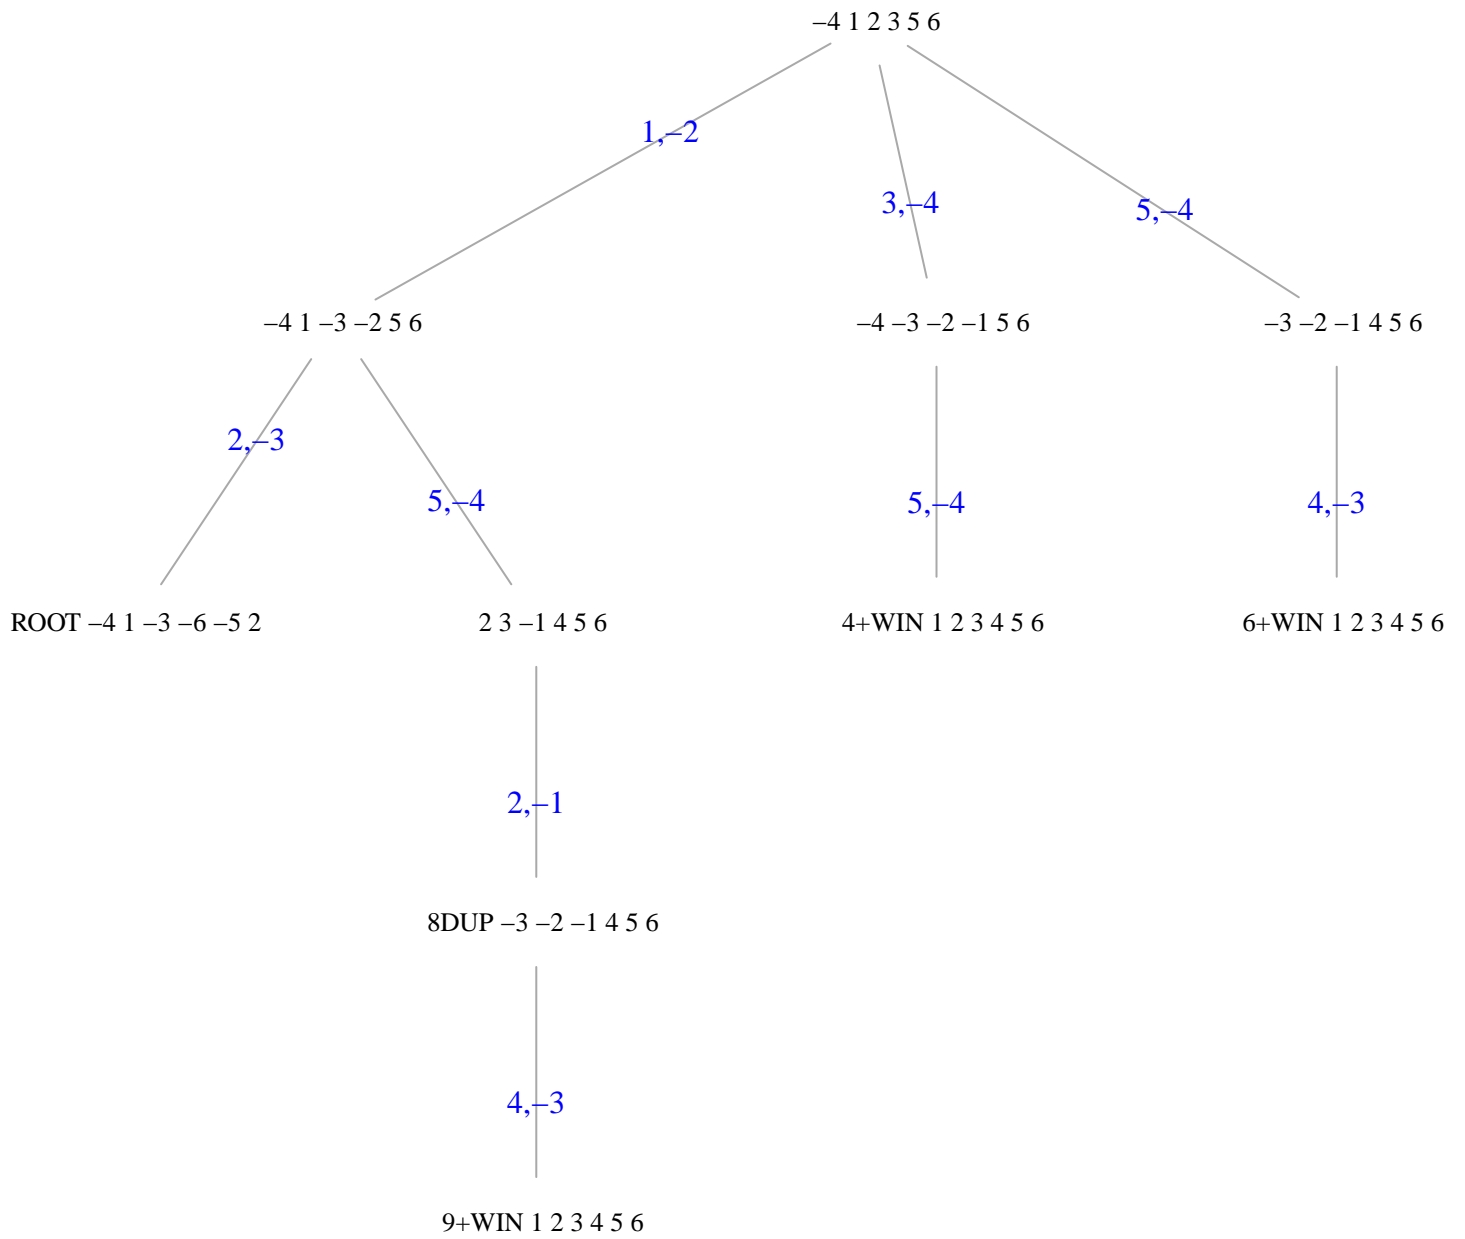 –4 1 2 3 5 6
1,–2
3,–4
5,–4
–4 1 –3 –2 5 6
–4 –3 –2 –1 5 6
–3 –2 –1 4 5 6
2,–3
5,–4
5,–4
4,–3
ROOT –4 1 –3 –6 –5 2
2 3 –1 4 5 6
4+WIN 1 2 3 4 5 6
6+WIN 1 2 3 4 5 6
2,–1
8DUP –3 –2 –1 4 5 6
4,–3
9+WIN 1 2 3 4 5 6